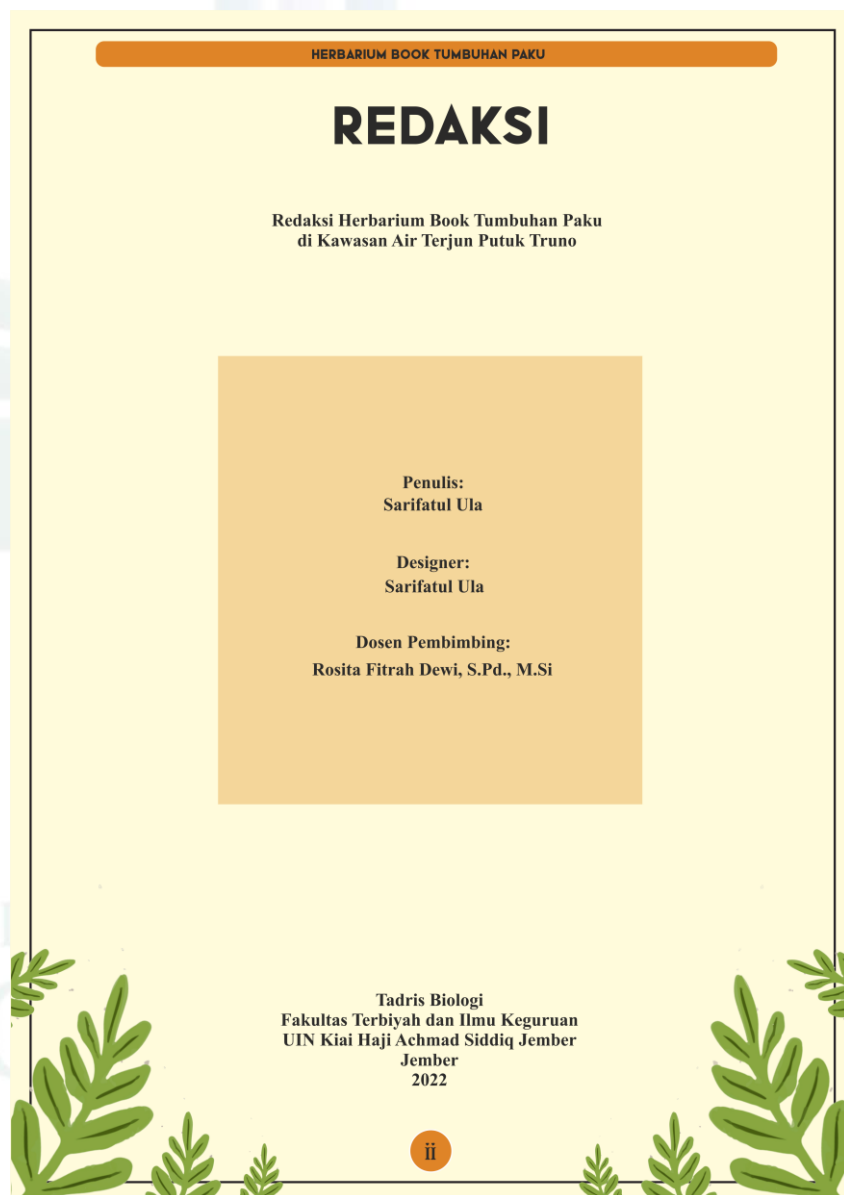 HERBARIUM BOOK TUMBUHAN PAKU
REDAKSI
Redaksi Herbarium Book Tumbuhan Paku
di Kawasan Air Terjun Putuk Truno
Penulis:
Sarifatul Ula
Designer:
Sarifatul Ula
Dosen Pembimbing:
Rosita Fitrah Dewi, S.Pd., M.Si
Tadris Biologi
Fakultas Terbiyah dan Ilmu Keguruan
UIN Kiai Haji Achmad Siddiq Jember
Jember
2022
ii